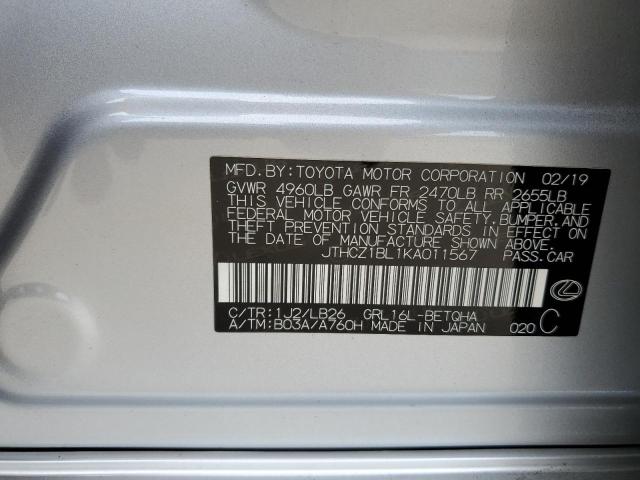 MFD.BY:TOYOTA MOTOR CORPORATION 02/19
GVWR 4960LB GAWR FR 2470LB RR 2655LB
THIS VEHICLE CONFORMS TO ALL APPLICABLE
FEDERAL MOTOR VEHICLE SAFETY,BUMPER,AND
THEFT PREVENTION STANDARDS IN EFFECT ON
THE DATE OF MANUFACTURE SHOWN ABOVE.
JTHCZ1BL1KA011567 PASS.CAR
C/TR:1J2/LB26 GRL16L-BETQHA
A/TM:B03A/A760H MADE IN JAPAN 020 C